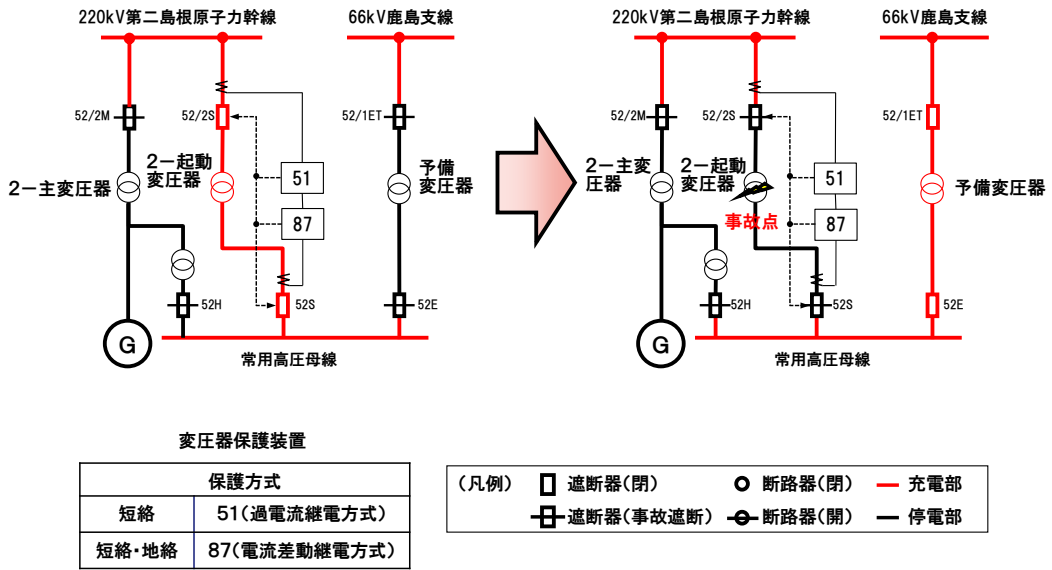 220kV第二島根原子力幹線
66kV鹿島支線
52/2M
52/2S
52/1ET
2-主変圧器
2-起動
変圧器
予備
変圧器
51
87
52H
52S
52E
G
常用高圧母線
220kV第二島根原子力幹線
66kV鹿島支線
52/2M
52/2S
52/1ET
2-主変
圧器
2-起動
変圧器
予備変圧器
事故点
51
87
52H
52S
52E
G
常用高圧母線
変圧器保護装置
保護方式
短絡 51(過電流継電方式)
短絡・地絡 87(電流差動継電方式)
(凡例) 遮断器(閉) 断路器(閉) 充電部
遮断器(事故遮断) 断路器(開) 停電部